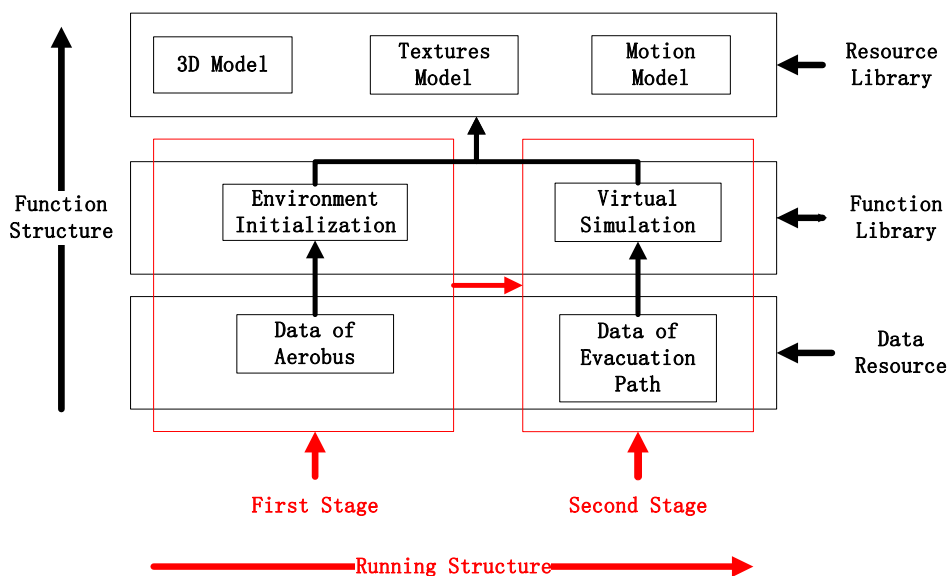 3D Model
Textures
Model
Motion
Model
Resource
Library
Function
Structure
Environment
Initialization
Virtual
Simulation
Function
Library
Data of
Aerobus
Data of
Evacuation
Path
Data
Resource
First Stage
Second Stage
Running Structure